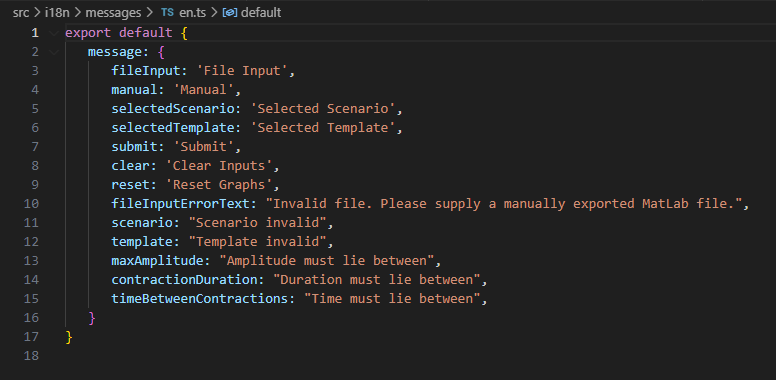 src > i18n > messages > TS en.ts > default
1 export default {
2 message: {
3 fileInput: 'File Input',
4 manual: 'Manual',
5 selectedScenario: 'Selected Scenario',
6 selectedTemplate: 'Selected Template',
7 submit: 'Submit',
8 clear: 'Clear Inputs',
9 reset: 'Reset Graphs',
10 fileInputErrorText: "Invalid file. Please supply a manually exported MatLab file.",
11 scenario: "Scenario invalid",
12 template: "Template invalid",
13 maxAmplitude: "Amplitude must lie between",
14 contractionDuration: "Duration must lie between",
15 timeBetweenContractions: "Time must lie between",
16 }
17 }
18